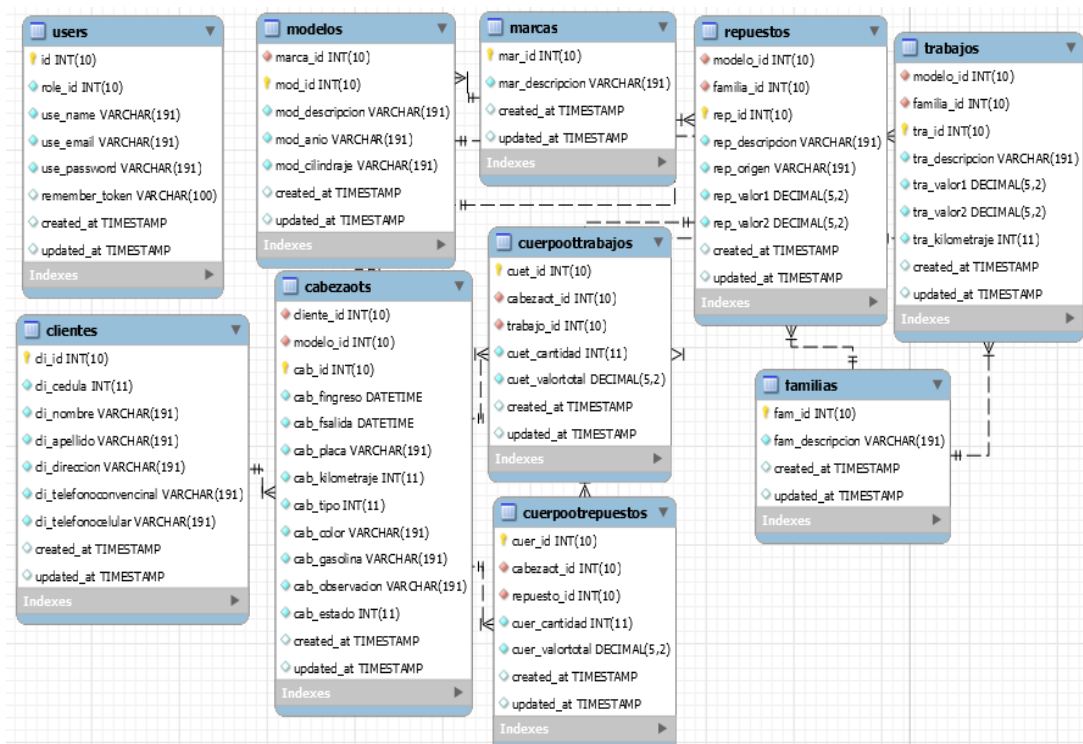 users
id INT(10)
role_id INT(10)
use_name VARCHAR(191)
use_email VARCHAR(191)
use_password VARCHAR(191)
remember_token VARCHAR(100)
created_at TIMESTAMP
updated_at TIMESTAMP
Indexes
modelos
marca_id INT(10)
mod_id INT(10)
mod_descripcion VARCHAR(191)
mod_anio VARCHAR(191)
mod_cilindraje VARCHAR(191)
created_at TIMESTAMP
updated_at TIMESTAMP
Indexes
marcas
mar_id INT(10)
mar_descripcion VARCHAR(191)
created_at TIMESTAMP
updated_at TIMESTAMP
Indexes
repuestos
modelo_id INT(10)
familia_id INT(10)
rep_id INT(10)
rep_descripcion VARCHAR(191)
rep_origen VARCHAR(191)
rep_valor1 DECIMAL(5,2)
rep_valor2 DECIMAL(5,2)
created_at TIMESTAMP
updated_at TIMESTAMP
Indexes
trabajos
modelo_id INT(10)
familia_id INT(10)
tra_id INT(10)
tra_descripcion VARCHAR(191)
tra_valor1 DECIMAL(5,2)
tra_valor2 DECIMAL(5,2)
tra_kilometraje INT(11)
created_at TIMESTAMP
updated_at TIMESTAMP
Indexes
clientes
cli_id INT(10)
cli_cedula INT(11)
cli_nombre VARCHAR(191)
cli_apellido VARCHAR(191)
cli_direccion VARCHAR(191)
cli_telefonoconvencinal VARCHAR(191)
cli_telefonocelular VARCHAR(191)
created_at TIMESTAMP
updated_at TIMESTAMP
Indexes
cabezaots
cliente_id INT(10)
modelo_id INT(10)
cab_id INT(10)
cab_fingreso DATETIME
cab_fsalida DATETIME
cab_placa VARCHAR(191)
cab_kilometraje INT(11)
cab_tipo INT(11)
cab_color VARCHAR(191)
cab_gasolina VARCHAR(191)
cab_observacion VARCHAR(191)
cab_estado INT(11)
created_at TIMESTAMP
updated_at TIMESTAMP
Indexes
cuerpoottrabajos
cuet_id INT(10)
cabezaot_id INT(10)
trabajo_id INT(10)
cuet_cantidad INT(11)
cuet_valortotal DECIMAL(5,2)
created_at TIMESTAMP
updated_at TIMESTAMP
Indexes
cuerpootrepuestos
cuer_id INT(10)
cabezaot_id INT(10)
repuesto_id INT(10)
cuer_cantidad INT(11)
cuer_valortotal DECIMAL(5,2)
created_at TIMESTAMP
updated_at TIMESTAMP
Indexes
familias
fam_id INT(10)
fam_descripcion VARCHAR(191)
created_at TIMESTAMP
updated_at TIMESTAMP
Indexes